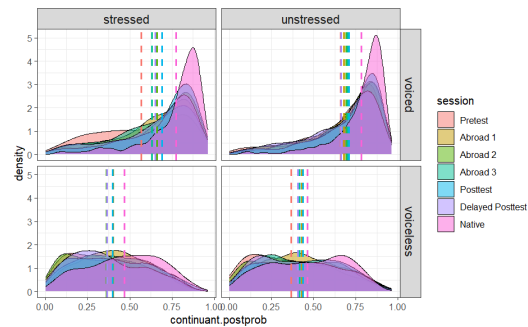 stressed
unstressed
density
5
4
3
2
1
0
voiced
5
4
3
2
1
0
voiceless
0.00
0.25
0.50
0.75
1.00
0.00
0.25
0.50
0.75
1.00
continuant.postprob
session
Pretest
Abroad 1
Abroad 2
Abroad 3
Posttest
Delayed Posttest
Native